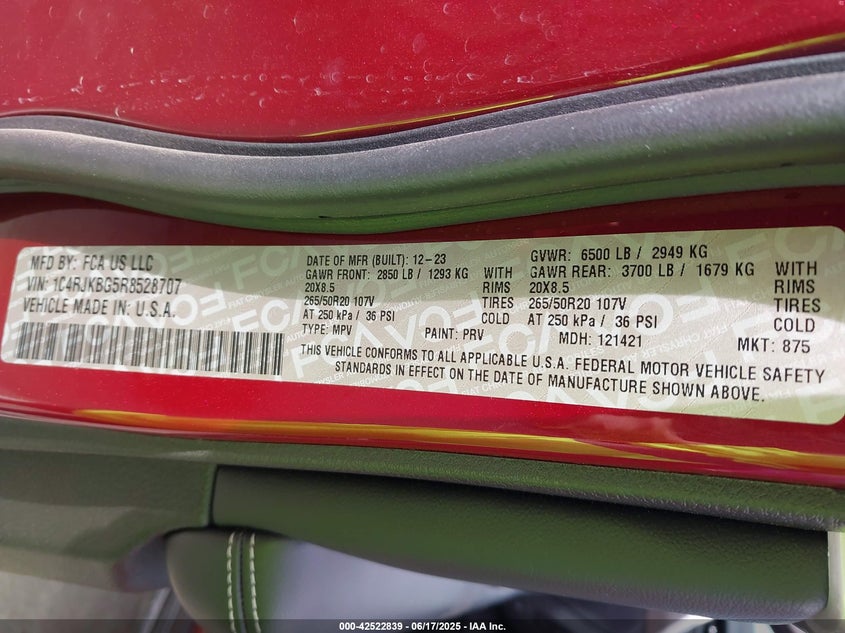 MFD BY: FCA US LLC
VIN: 1C4RJKBG5R8528707
VEHICLE MADE IN U.S.A.
DATE OF MFR (BUILT): 12-23
GAWR FRONT: 2850 LB / 1293 KG WITH
20X8.5 RIMS
265/50R20 107V TIRES
AT 250 kPa / 36 PSI COLD
TYPE: MPV PAINT: PRV
GVWR: 6500 LB / 2949 KG
GAWR REAR: 3700 LB / 1679 KG WITH
20X8.5 RIMS
265/50R20 107V TIRES
AT 250 kPa / 36 PSI COLD
MDH: 121421 MKT: 875
THIS VEHICLE CONFORMS TO ALL APPLICABLE U.S.A. FEDERAL MOTOR VEHICLE SAFETY
STANDARDS IN EFFECT ON THE DATE OF MANUFACTURE SHOWN ABOVE.
000-42522839 - 06/17/2025 - IAA Inc.